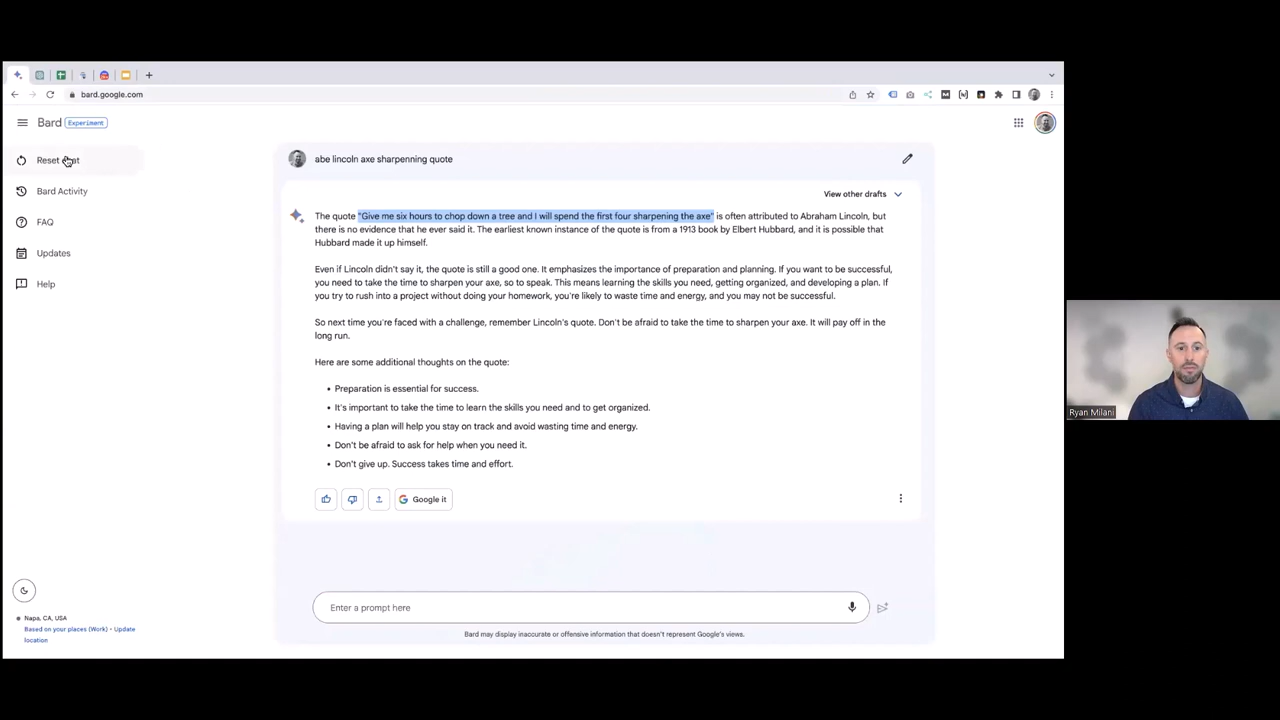 bard.google.com
Bard Experiment
Reset chat
Bard Activity
FAQ
Updates
Help
abe lincoln axe sharpenning quote
View other drafts
The quote "Give me six hours to chop down a tree and I will spend the first four sharpening the axe" is often attributed to Abraham Lincoln, but
there is no evidence that he ever said it. The earliest known instance of the quote is from a 1913 book by Elbert Hubbard, and it is possible that
Hubbard made it up himself.
Even if Lincoln didn't say it, the quote is still a good one. It emphasizes the importance of preparation and planning. If you want to be successful,
you need to take the time to sharpen your axe, so to speak. This means learning the skills you need, getting organized, and developing a plan. If
you try to rush into a project without doing your homework, you're likely to waste time and energy, and you may not be successful.
So next time you're faced with a challenge, remember Lincoln's quote. Don't be afraid to take the time to sharpen your axe. It will pay off in the
long run.
Here are some additional thoughts on the quote:
• Preparation is essential for success.
• It's important to take the time to learn the skills you need and to get organized.
• Having a plan will help you stay on track and avoid wasting time and energy.
• Don't be afraid to ask for help when you need it.
• Don't give up. Success takes time and effort.
Google it
Enter a prompt here
Bard may display inaccurate or offensive information that doesn't represent Google's views.
Napa, CA, USA
Based on your places (Work) • Update
location
Ryan Milani